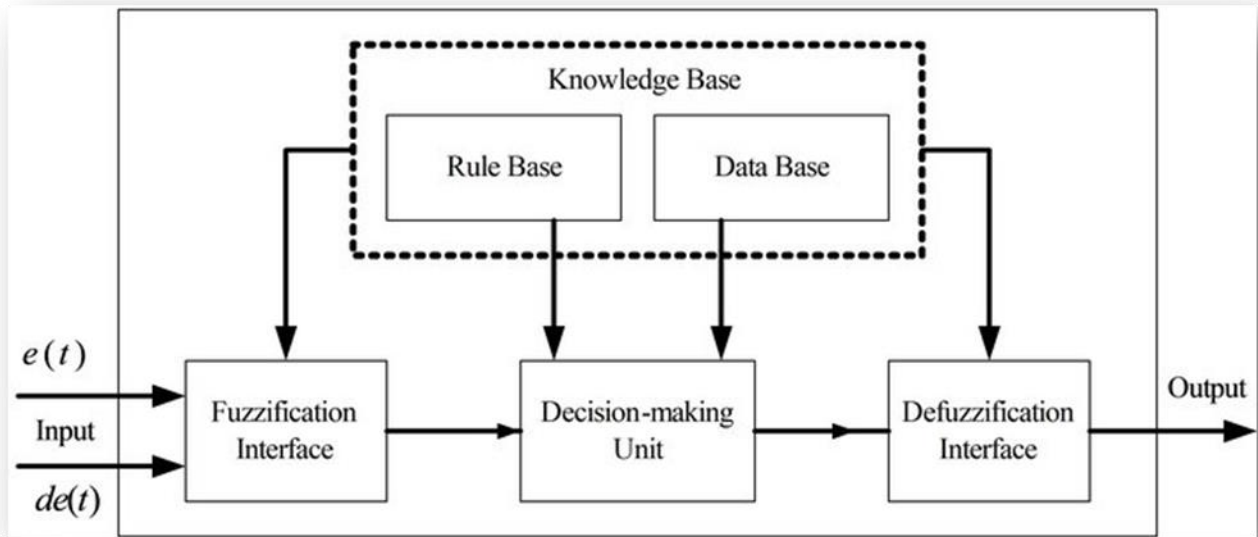 Knowledge Base
Rule Base
Data Base
e(t)
Input
de(t)
Fuzzification
Interface
Decision-making
Unit
Defuzzification
Interface
Output